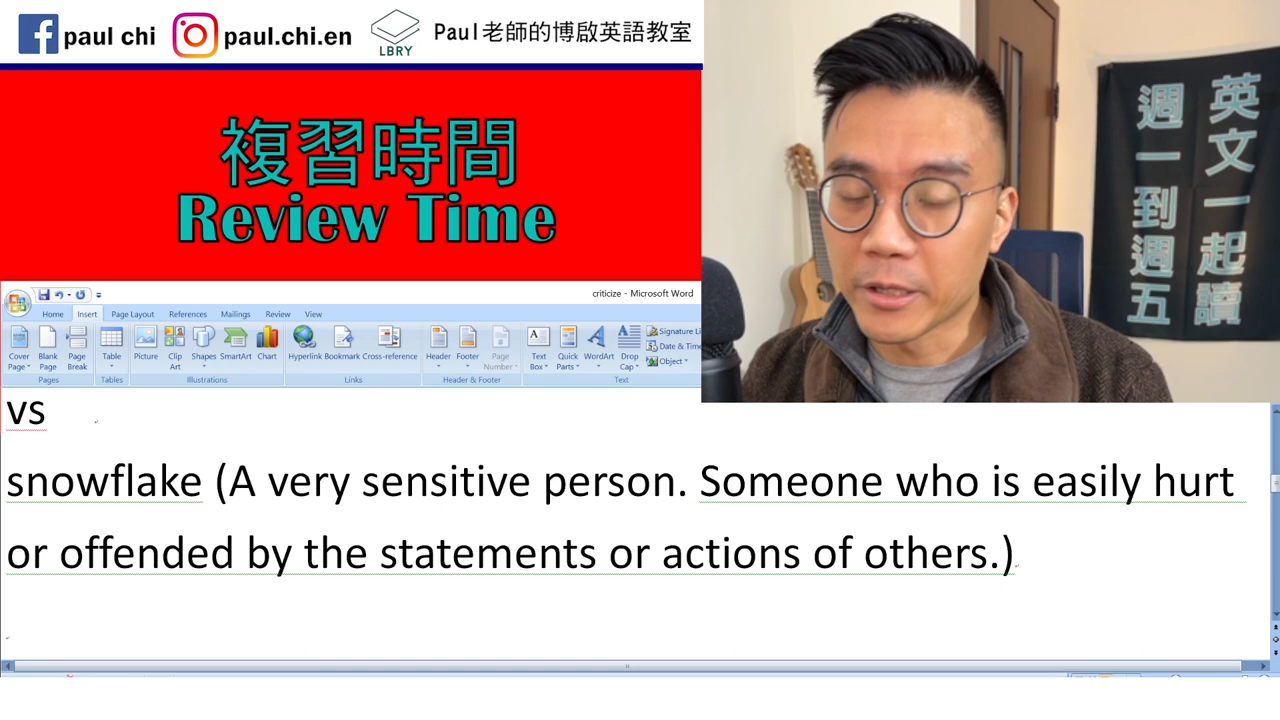 paul chi
paul.chi.en
LBRY
Paul老師的博啟英語教室
複習時間
Review Time
英文一起讀
週一到週五
criticize - Microsoft Word
Home Insert Page Layout References Mailings Review View
Cover Page
Blank Page
Page Break
Table
Picture
Clip Art
Shapes
SmartArt
Chart
Hyperlink
Bookmark
Cross-reference
Header
Footer
Page Number
Text Box
Quick Parts
WordArt
Drop Cap
Signature Li
Date & Time
Object
Pages
Tables
Illustrations
Links
Header & Footer
Text
vs
snowflake (A very sensitive person. Someone who is easily hurt
or offended by the statements or actions of others.)